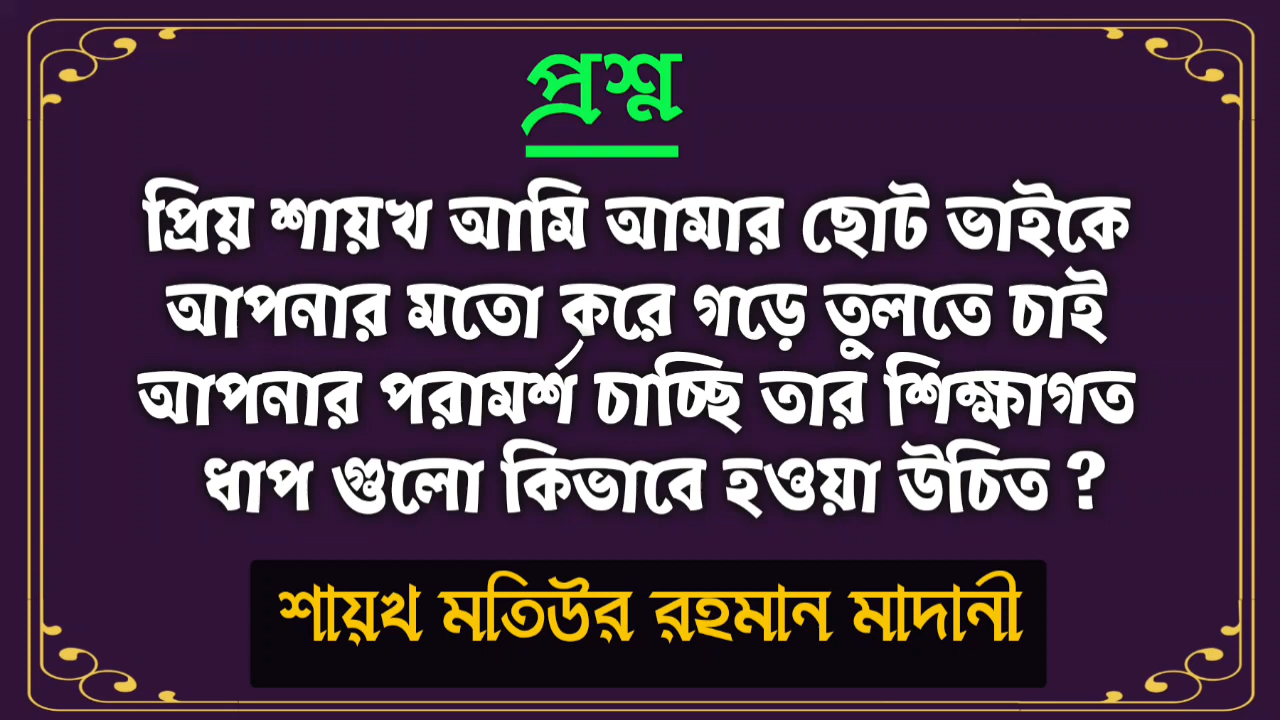 প্রশ্ন
প্রিয় শায়খ আমি আমার ছোট ভাইকে
আপনার মতো করে গড়ে তুলতে চাই
আপনার পরামর্শ চাচ্ছি তার শিক্ষাগত
ধাপ গুলো কিভাবে হওয়া উচিত ?
শায়খ মতিউর রহমান মাদানী